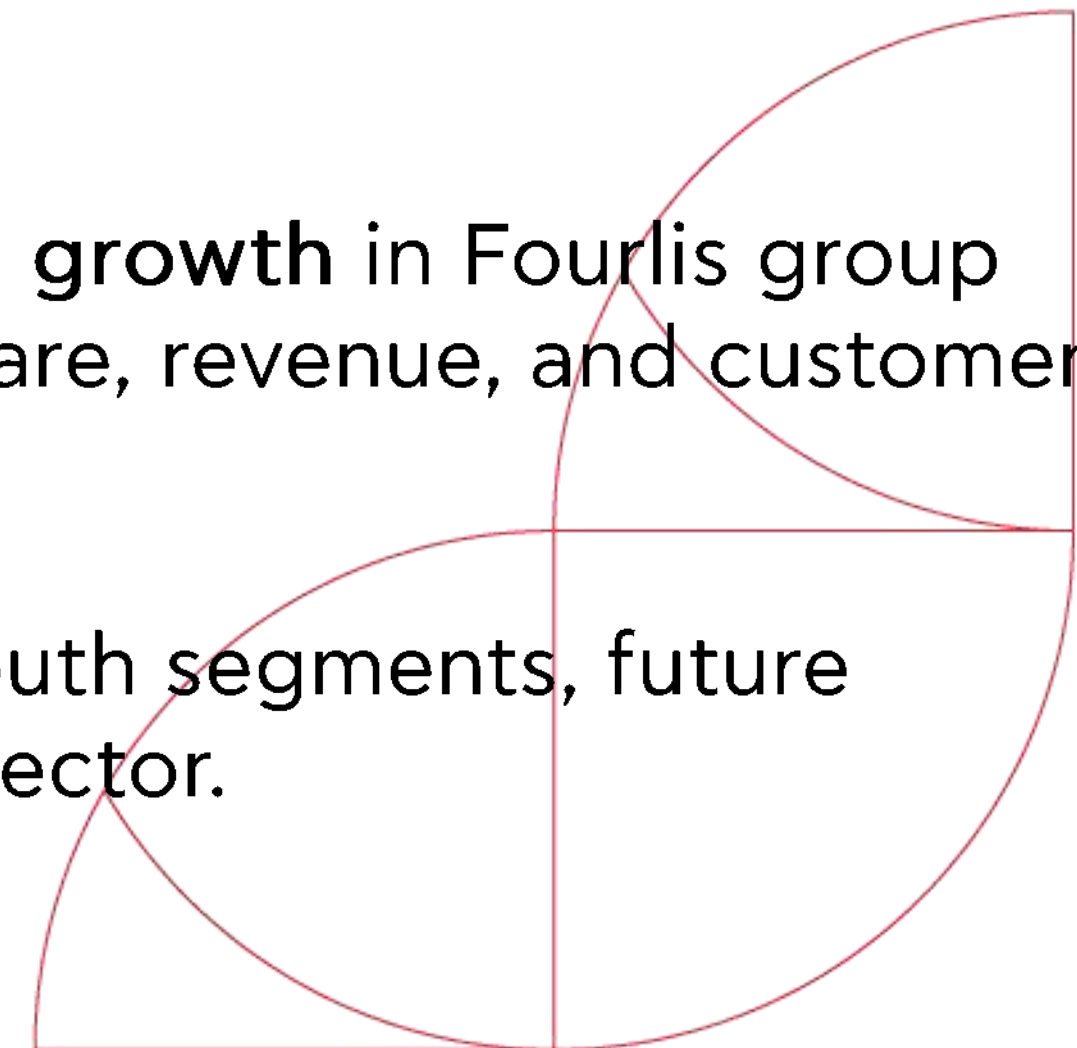 growth in Fourlis group
are, revenue, and customer
uth segments, future
ector.